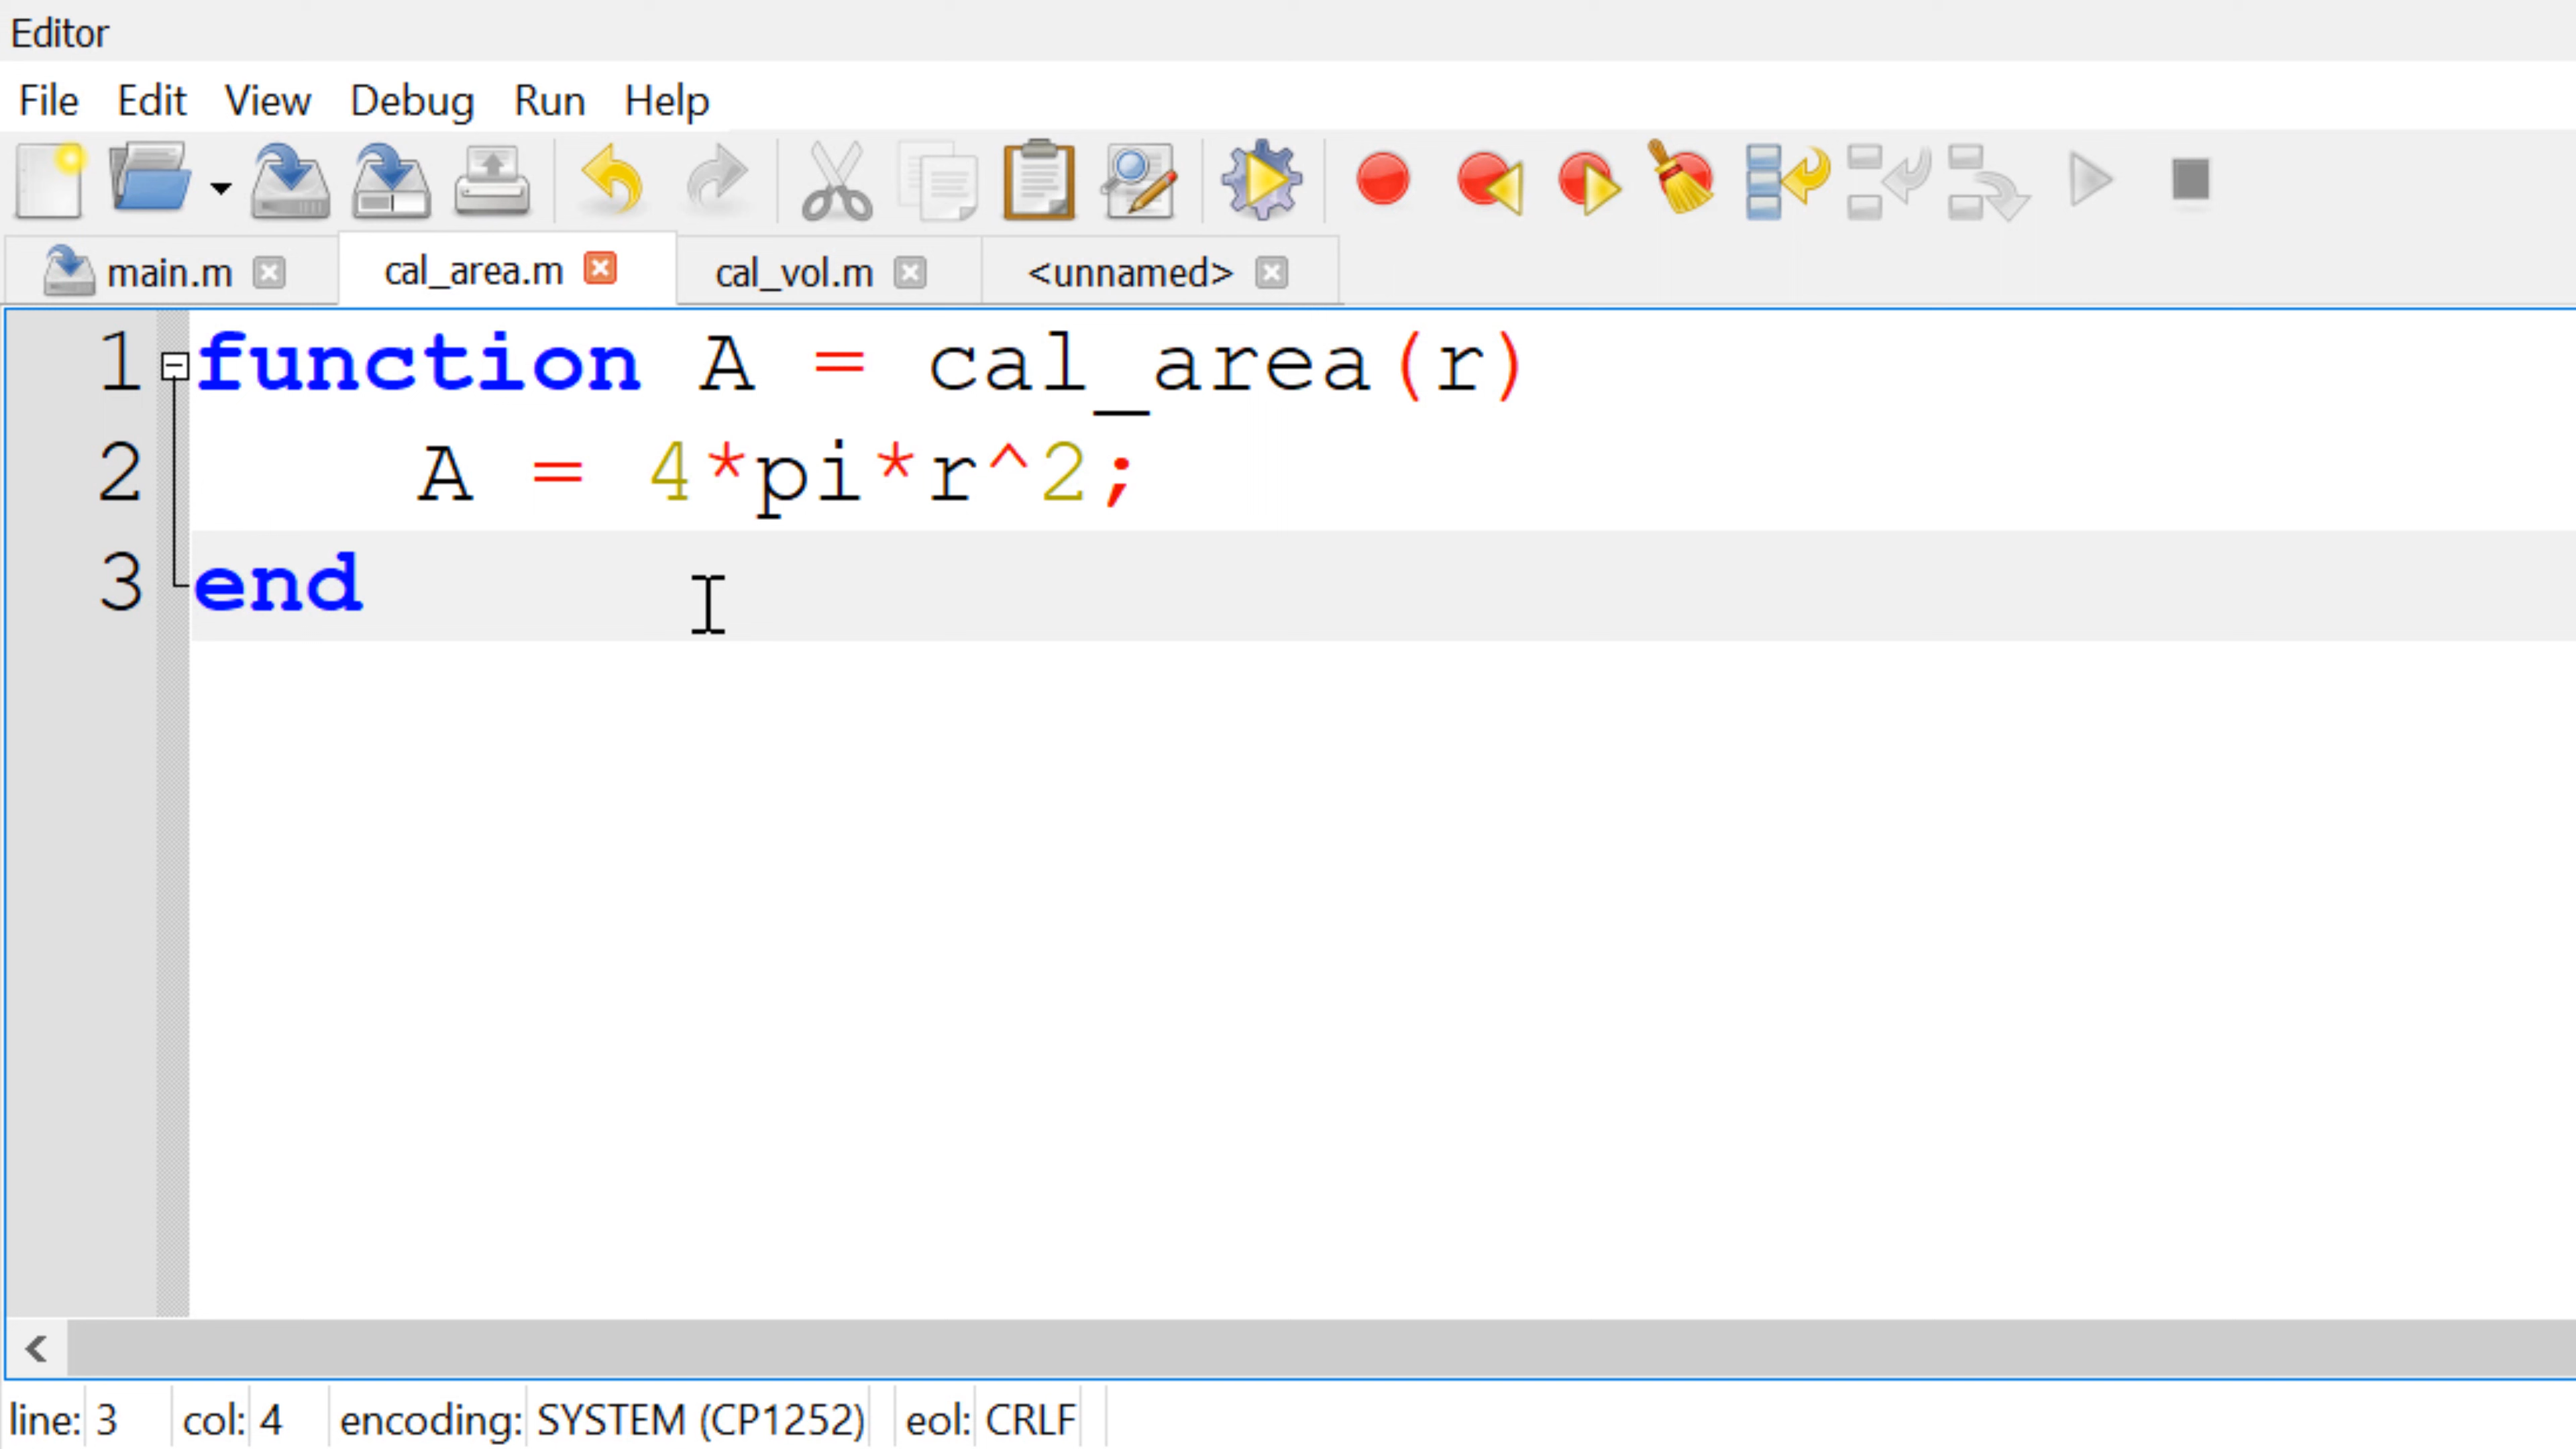 Editor
File Edit View Debug Run Help
main.m cal_area.m cal_vol.m <unnamed>
1 function A = cal_area(r)
2     A = 4*pi*r^2;
3 end
line: 3 col: 4 encoding: SYSTEM (CP1252) eol: CRLF